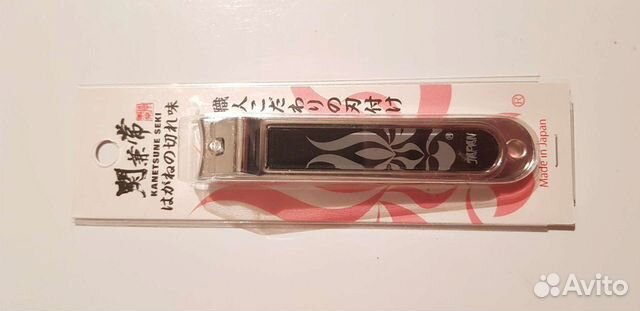 関兼常
KANETSUNE SEKI
はがねの切れ味
職人こだわりの刃付け
JAPAN
®
Made in Japan
Avito